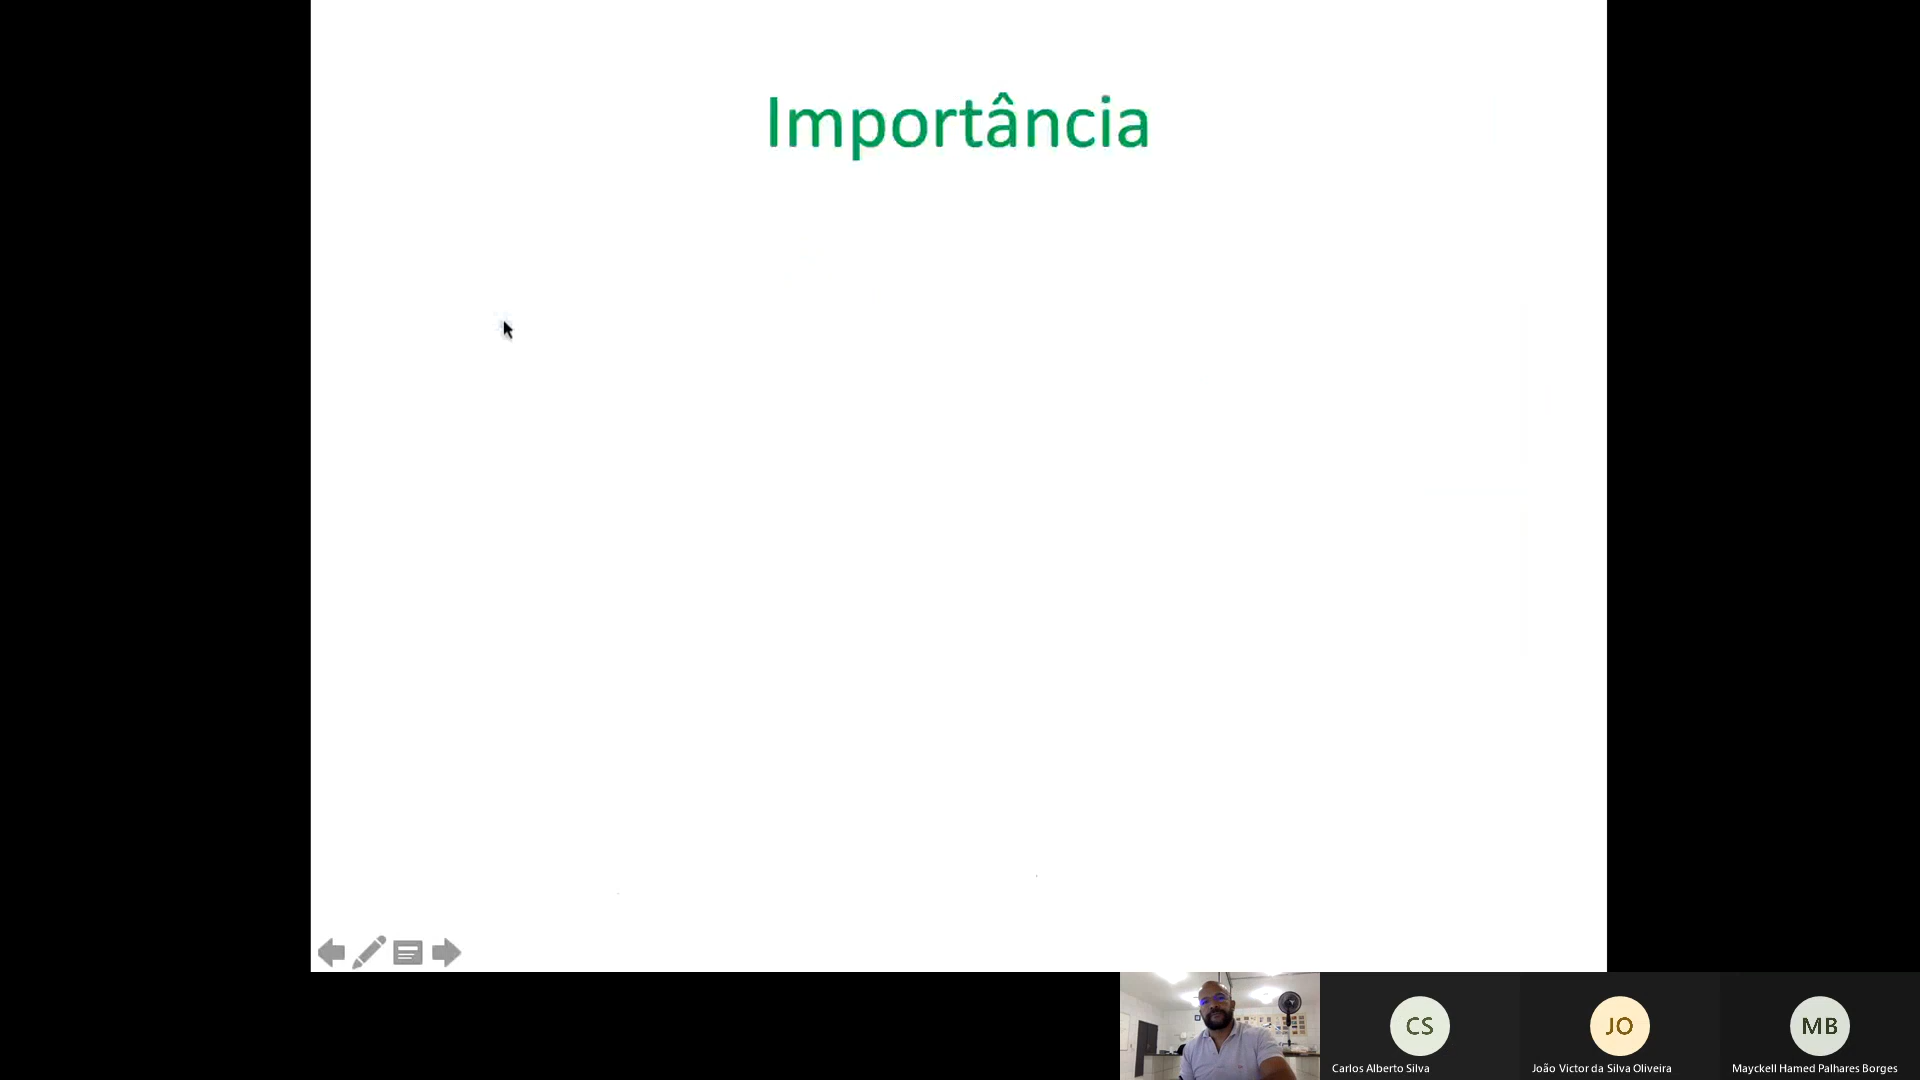 Importância
CS
JO
MB
Carlos Alberto Silva
João Victor da Silva Oliveira
Mayckell Hamed Palhares Borges